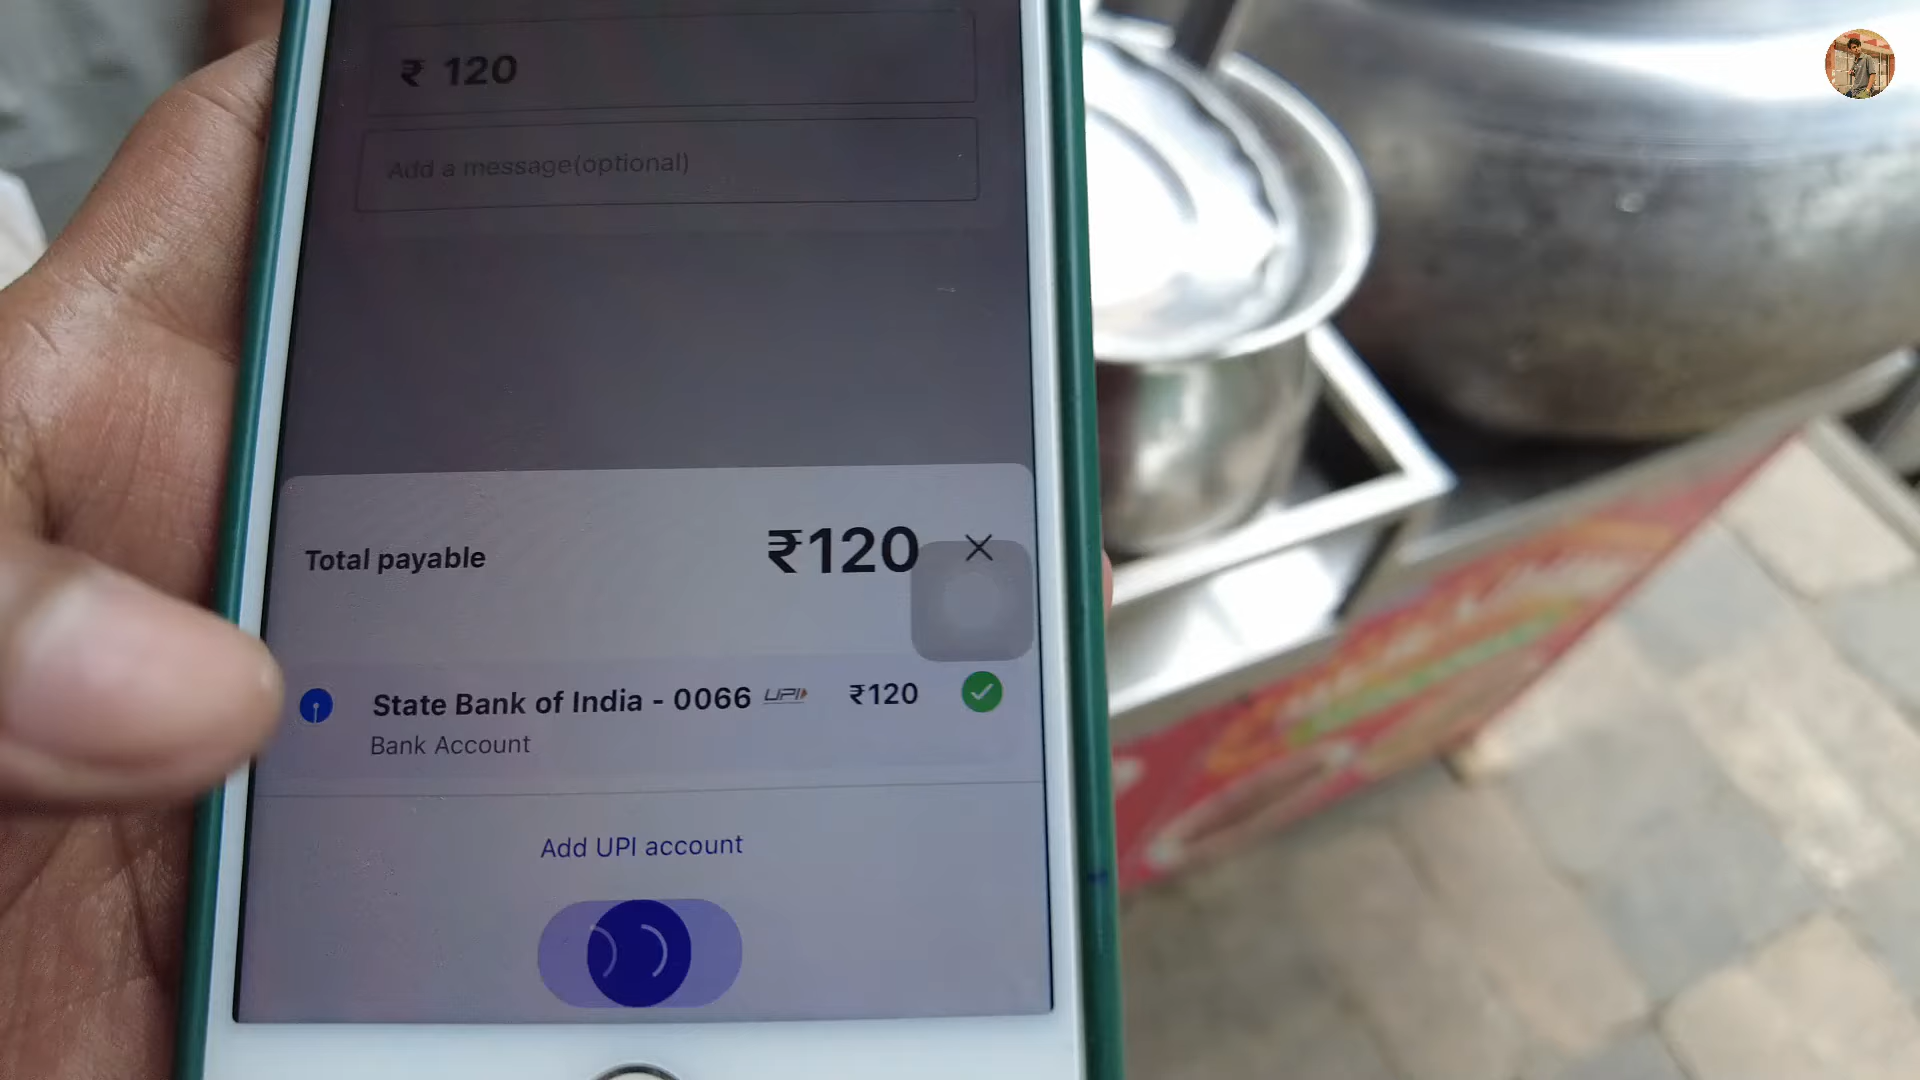 ₹ 120
Add a message(optional)
Total payable ₹120
State Bank of India - 0066 UPI ₹120
Bank Account
Add UPI account